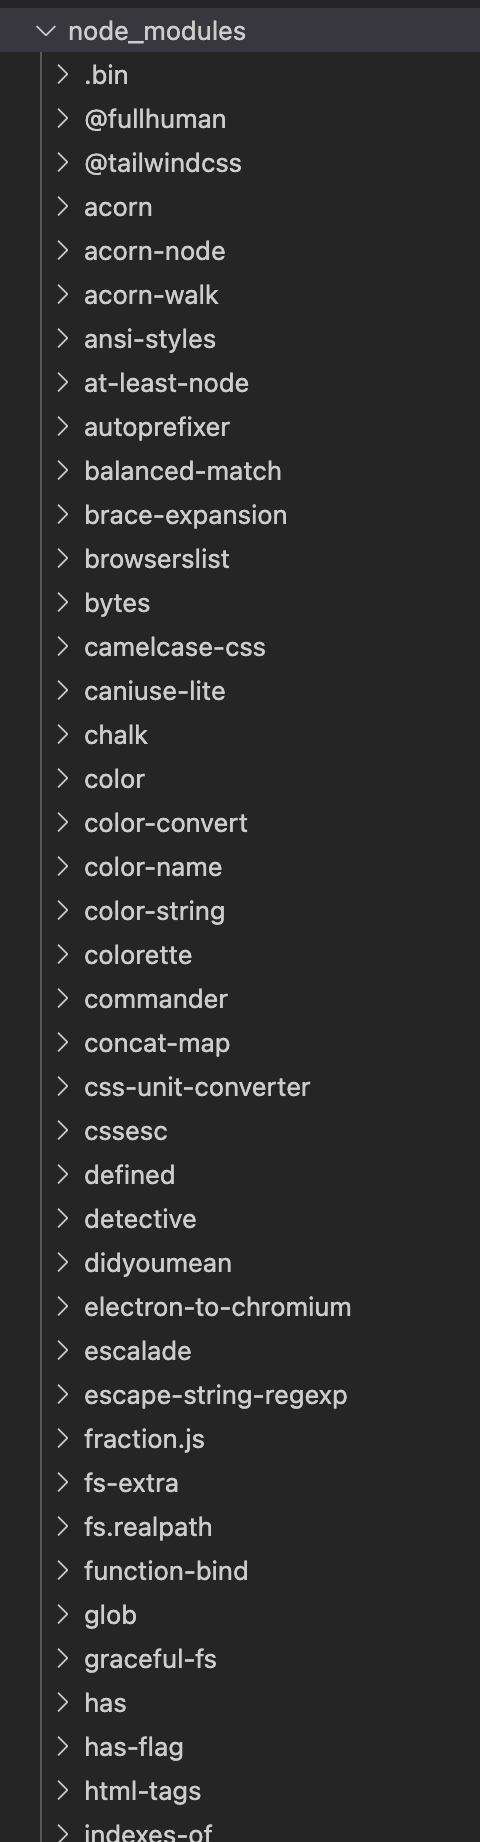 node_modules
.bin
@fullhuman
@tailwindcss
acorn
acorn-node
acorn-walk
ansi-styles
at-least-node
autoprefixer
balanced-match
brace-expansion
browserslist
bytes
camelcase-css
caniuse-lite
chalk
color
color-convert
color-name
color-string
colorette
commander
concat-map
css-unit-converter
cssesc
defined
detective
didyoumean
electron-to-chromium
escalade
escape-string-regexp
fraction.js
fs-extra
fs.realpath
function-bind
glob
graceful-fs
has
has-flag
html-tags
indexes-of